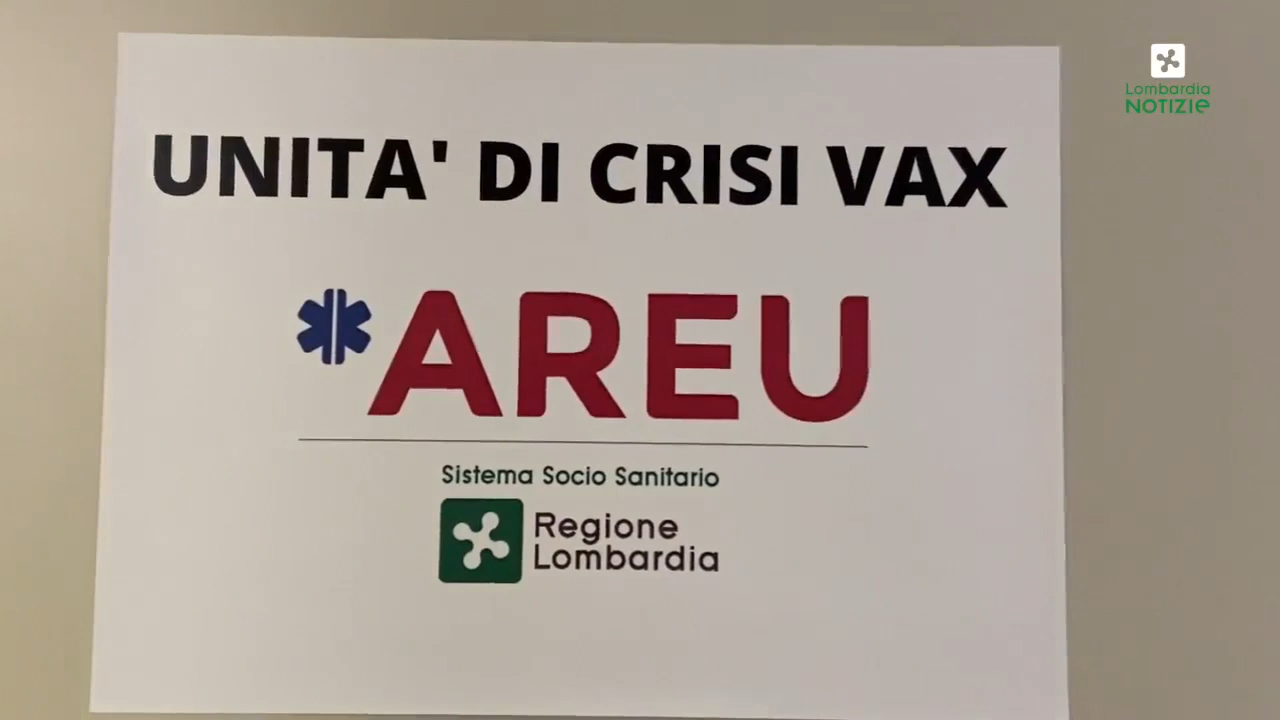 Lombardia
NOTIZIE
UNITA' DI CRISI VAX
*AREU
Sistema Socio Sanitario
Regione
Lombardia